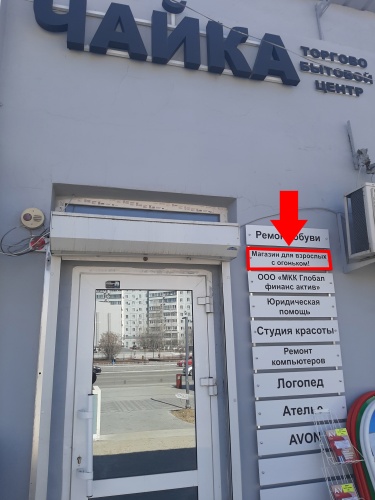 ЧАЙКА
ТОРГОВО
БЫТОВОЙ
ЦЕНТР
Ремонт обуви
Магазин для взрослых
с огоньком!
ООО «МКК Глобал
финанс актив»
Юридическая
помощь
Студия красоты
Ремонт
компьютеров
Логопед
Ателье
AVON